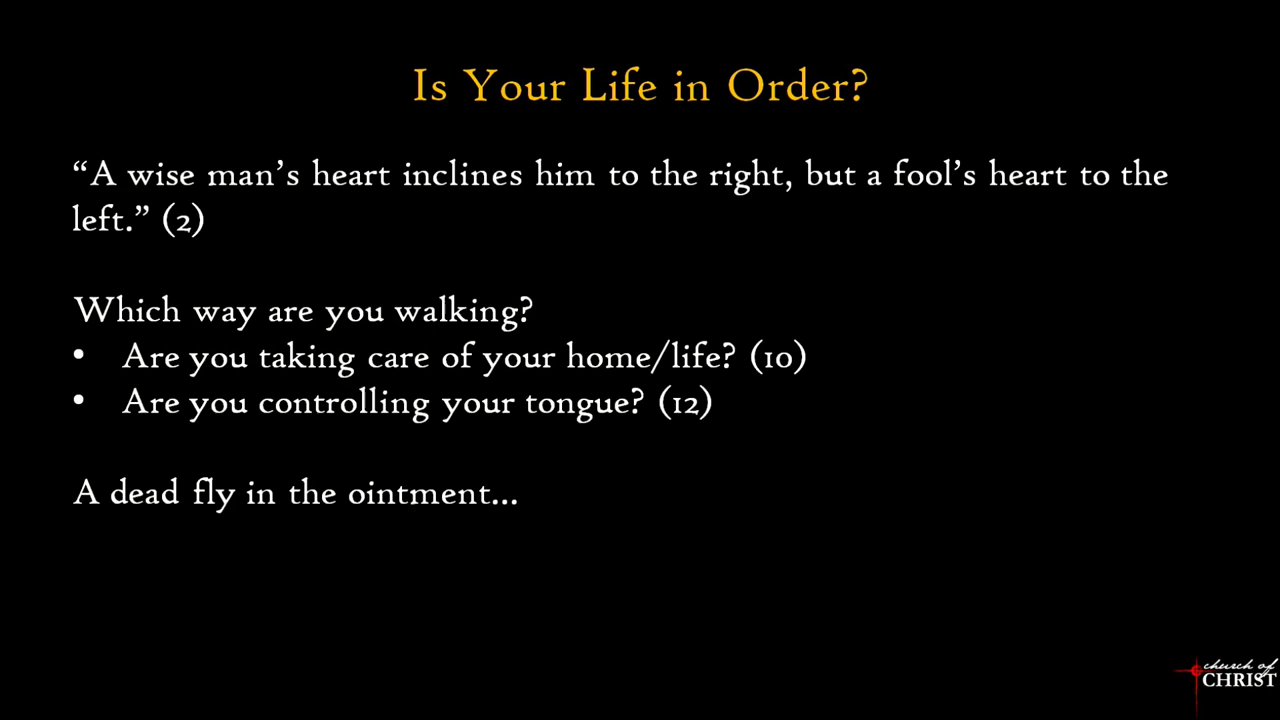 Is Your Life in Order?
“A wise man’s heart inclines him to the right, but a fool’s heart to the
left.” (2)
Which way are you walking?
• Are you taking care of your home/life? (10)
• Are you controlling your tongue? (12)
A dead fly in the ointment...
church of
CHRIST